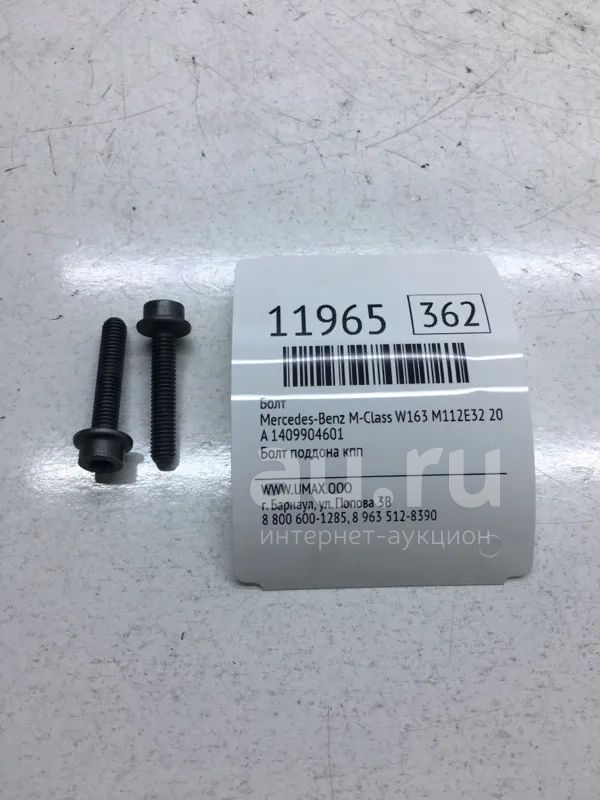 11965 362
Болт
Mercedes-Benz M-Class W163 M112E32 20
A 1409904601
Болт поддона кпп
au.ru
WWW.UMAX.OOO
г. Барнаул, ул. Попова 3В
8 800 600-1285, 8 963 512-8390
интернет-аукцион